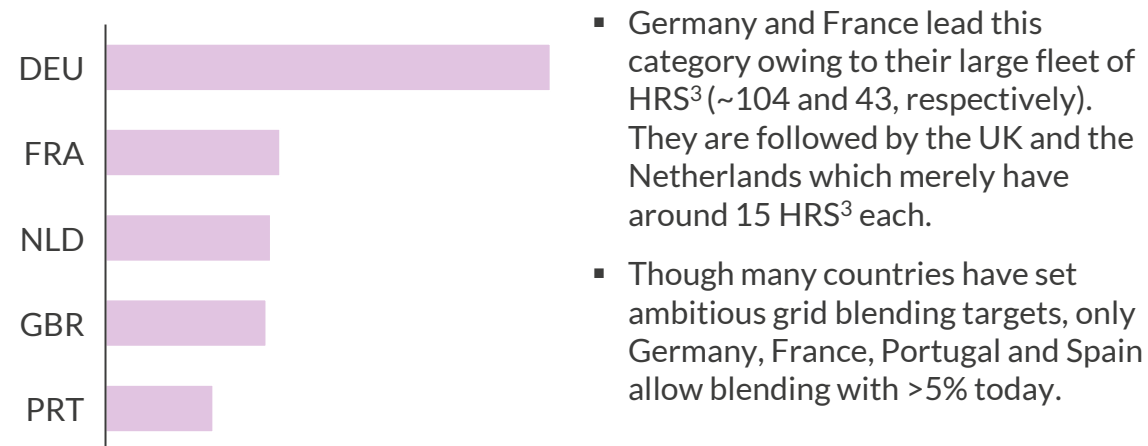 DEU
FRA
NLD
GBR
PRT
▪ Germany and France lead this
category owing to their large fleet of
HRS³ (~104 and 43, respectively).
They are followed by the UK and the
Netherlands which merely have
around 15 HRS³ each.
▪ Though many countries have set
ambitious grid blending targets, only
Germany, France, Portugal and Spain
allow blending with >5% today.